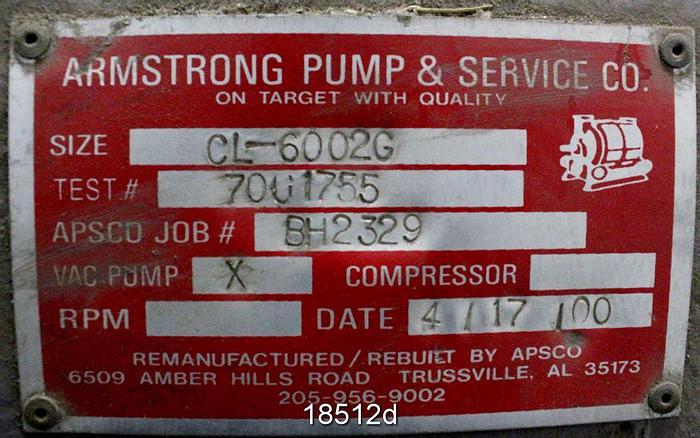 ARMSTRONG PUMP & SERVICE CO.
ON TARGET WITH QUALITY
SIZE CL-6002G
TEST # 70U1755
APSCO JOB # BH2329
VAC-PUMP X COMPRESSOR
RPM DATE 4/17/00
REMANUFACTURED/REBUILT BY APSCO
6509 AMBER HILLS ROAD TRUSSVILLE, AL 35173
205-956-9002
18512d